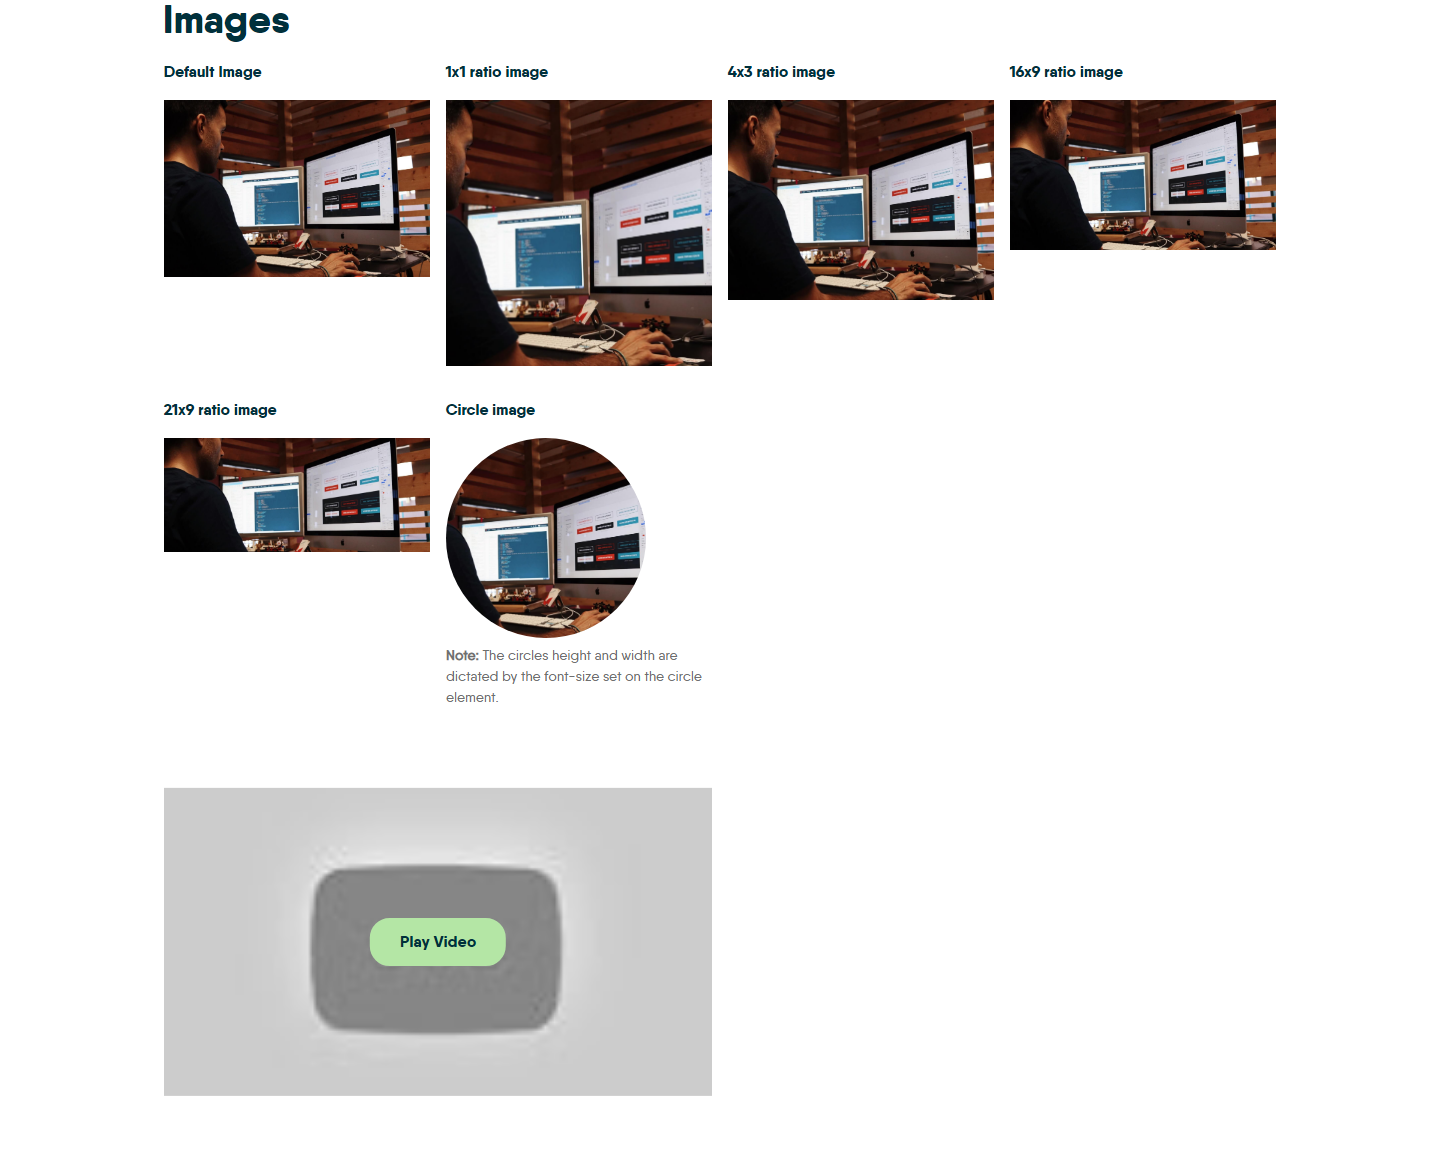 Images
Default Image
1x1 ratio image
4x3 ratio image
16x9 ratio image
21x9 ratio image
Circle image
Note: The circles height and width are
dictated by the font-size set on the circle
element.
Play Video